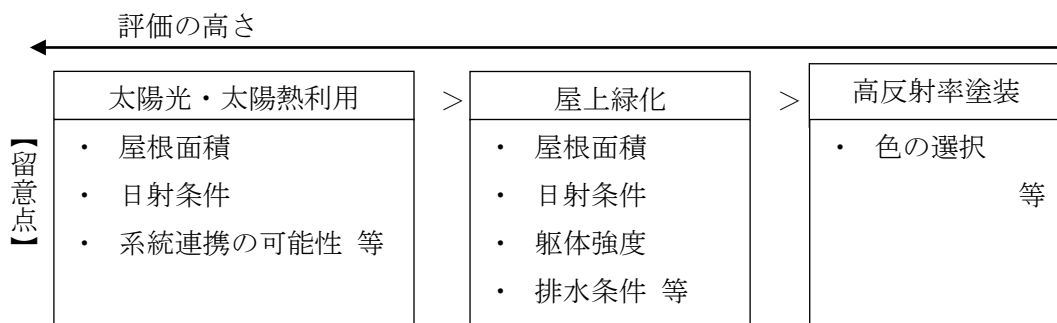 評価の高さ
太陽光・太陽熱利用
>
屋上緑化
>
高反射率塗装
【留意点】
・ 屋根面積
・ 日射条件
・ 系統連携の可能性 等
・ 屋根面積
・ 日射条件
・ 躯体強度
・ 排水条件 等
・ 色の選択
等